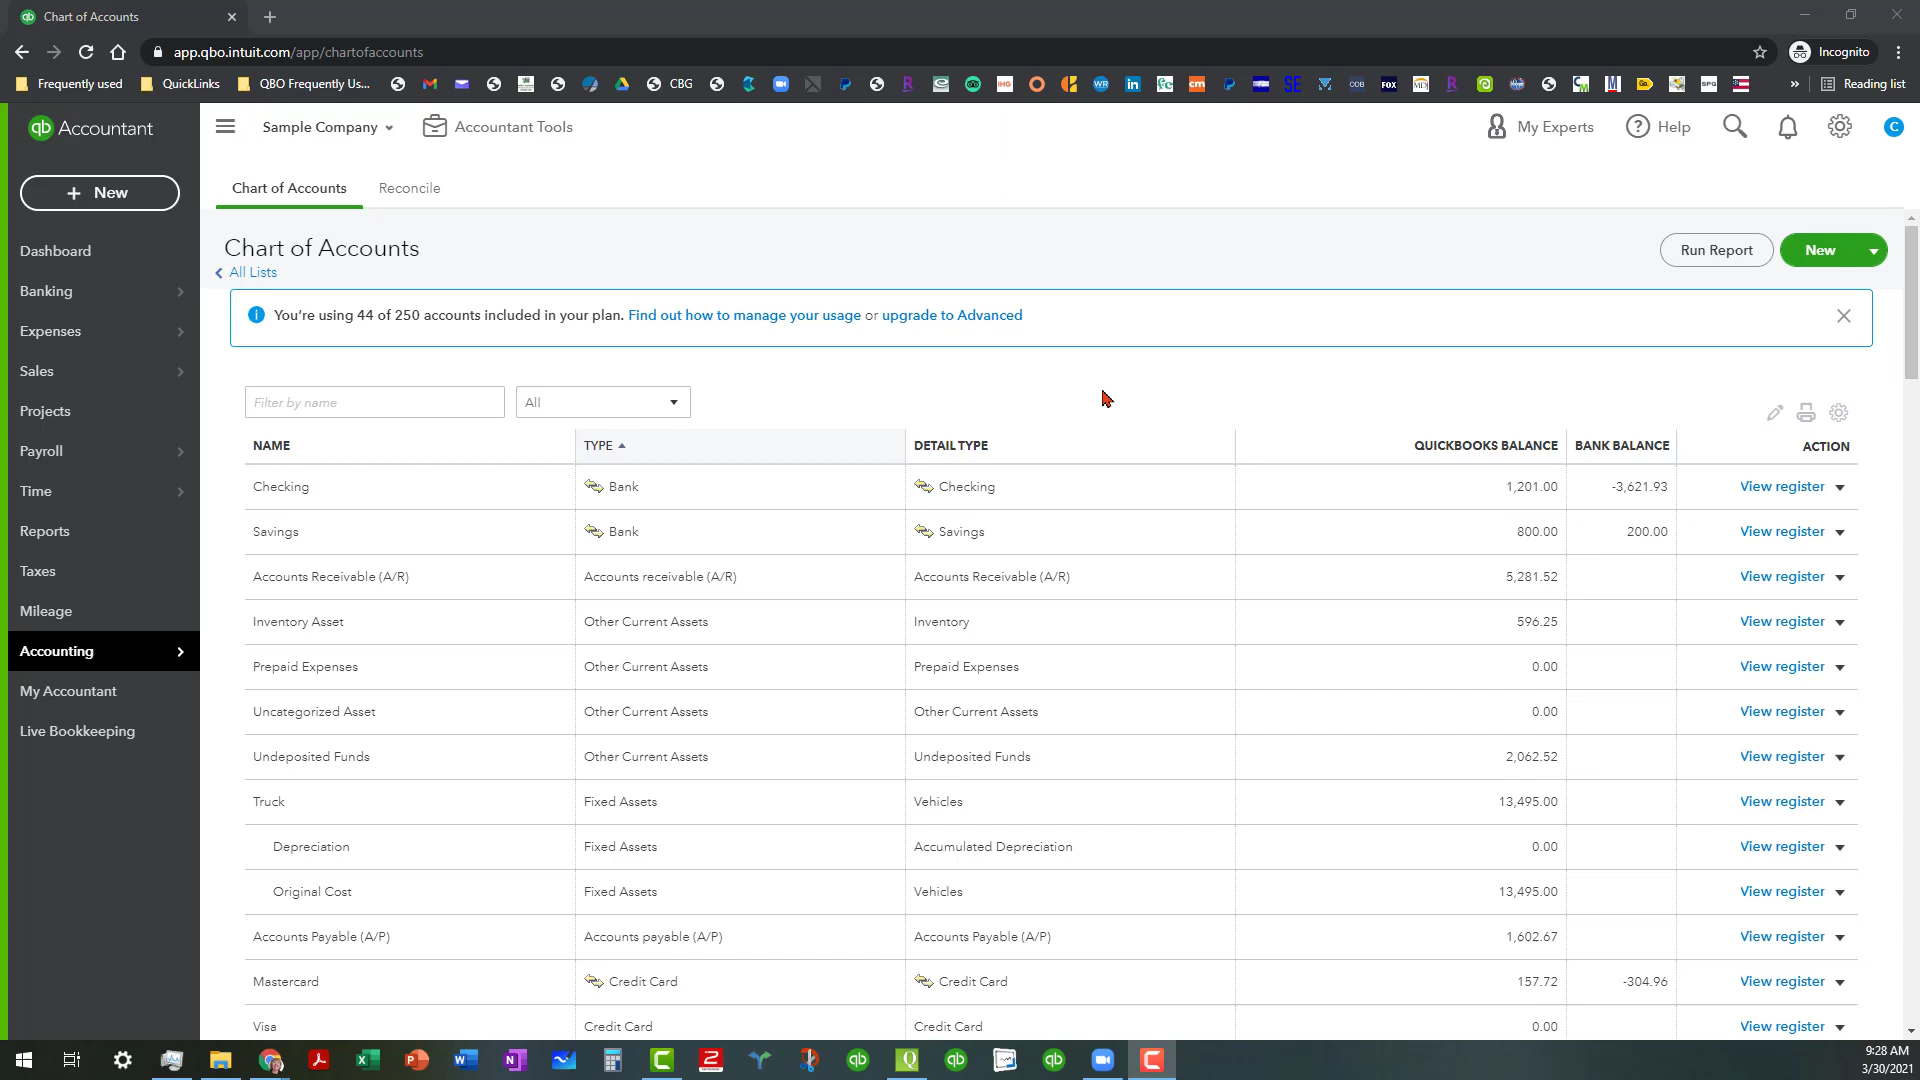 Chart of Accounts
app.qbo.intuit.com/app/chartofaccounts
Incognito
Frequently used
QuickLinks
QBO Frequently Us...
CBG
Reading list
qb Accountant
Sample Company
Accountant Tools
My Experts
Help
C
+ New
Chart of Accounts
Reconcile
Dashboard
Banking
Expenses
Sales
Projects
Payroll
Time
Reports
Taxes
Mileage
Accounting
My Accountant
Live Bookkeeping
Chart of Accounts
All Lists
Run Report
New
You're using 44 of 250 accounts included in your plan. Find out how to manage your usage or upgrade to Advanced
Filter by name
All
NAME TYPE DETAIL TYPE QUICKBOOKS BALANCE BANK BALANCE ACTION
Checking Bank Checking 1,201.00 -3,621.93 View register
Savings Bank Savings 800.00 200.00 View register
Accounts Receivable (A/R) Accounts receivable (A/R) Accounts Receivable (A/R) 5,281.52 View register
Inventory Asset Other Current Assets Inventory 596.25 View register
Prepaid Expenses Other Current Assets Prepaid Expenses 0.00 View register
Uncategorized Asset Other Current Assets Other Current Assets 0.00 View register
Undeposited Funds Other Current Assets Undeposited Funds 2,062.52 View register
Truck Fixed Assets Vehicles 13,495.00 View register
Depreciation Fixed Assets Accumulated Depreciation 0.00 View register
Original Cost Fixed Assets Vehicles 13,495.00 View register
Accounts Payable (A/P) Accounts payable (A/P) Accounts Payable (A/P) 1,602.67 View register
Mastercard Credit Card Credit Card 157.72 -304.96 View register
Visa Credit Card Credit Card 0.00 View register
9:28 AM
3/30/2021